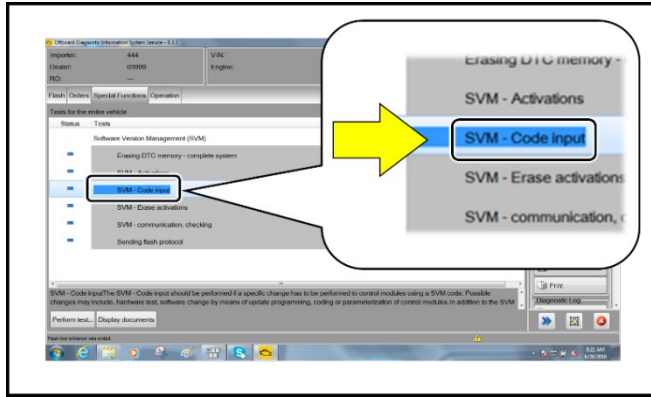 Offboard Diagnostic Information System Service - 4.3.3
Importer: 444 VIN:
Dealer: 03099 Engine:
RO: ---
Flash Orders Special Functions Operation
Tests for the entire vehicle
Status Tests
Software Version Management (SVM)
Erasing DTC memory - complete system
SVM - Activations
SVM - Code input
SVM - Erase activations
SVM - communication, checking
Sending flash protocol
Erasing DTC memory -
SVM - Activations
SVM - Code input
SVM - Erase activations
SVM - communication,
Print
Diagnostic Log
SVM - Code inputThe SVM - Code input should be performed if a specific change has to be performed to control modules using a SVM code. Possible
changes may include, hardware test, software change by means of update programming, coding or parameterization of control modules.In addition to the SVM
Perform test... Display documents